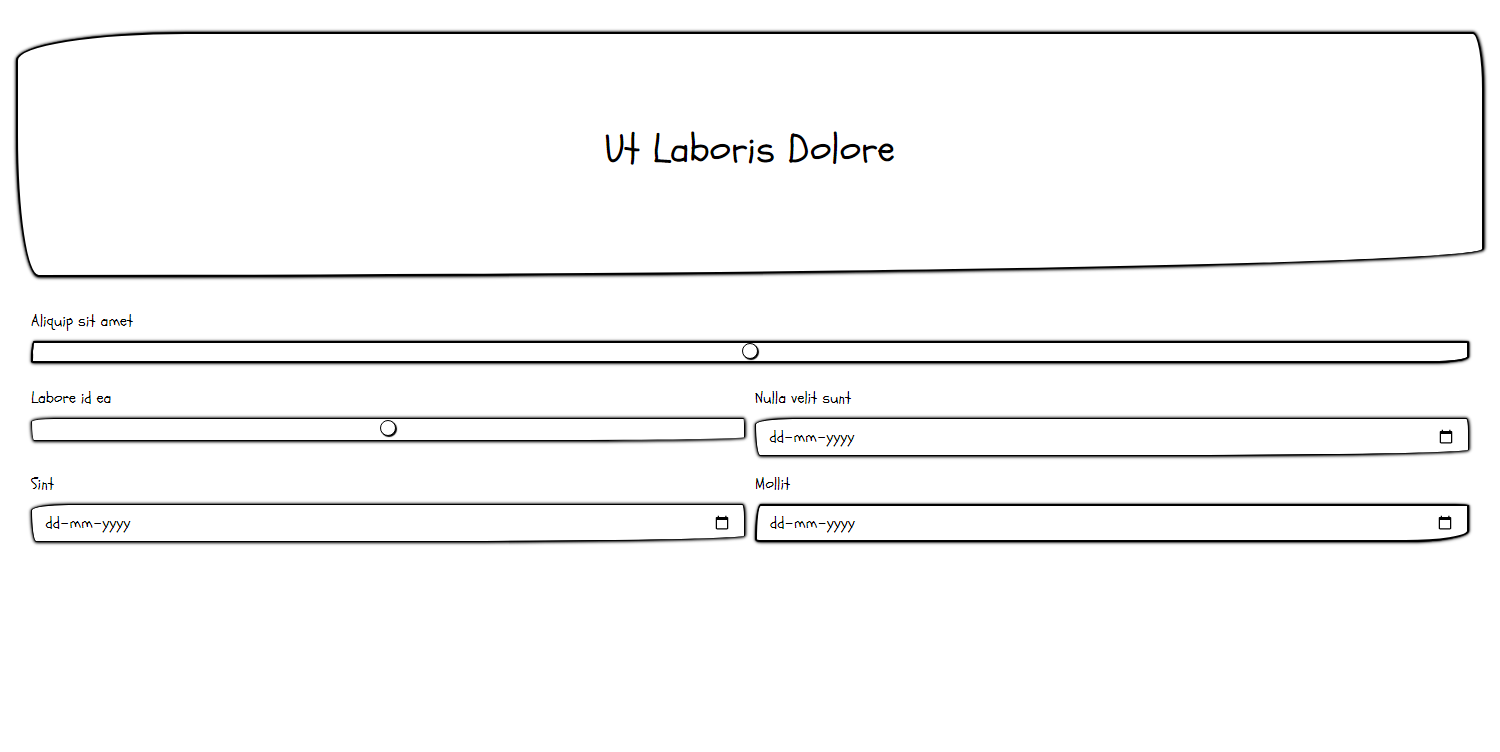 Ut Laboris Dolore
Aliquip sit amet
Labore id ea
Nulla velit sunt
dd-mm-yyyy
Sint
Mollit
dd-mm-yyyy
dd-mm-yyyy